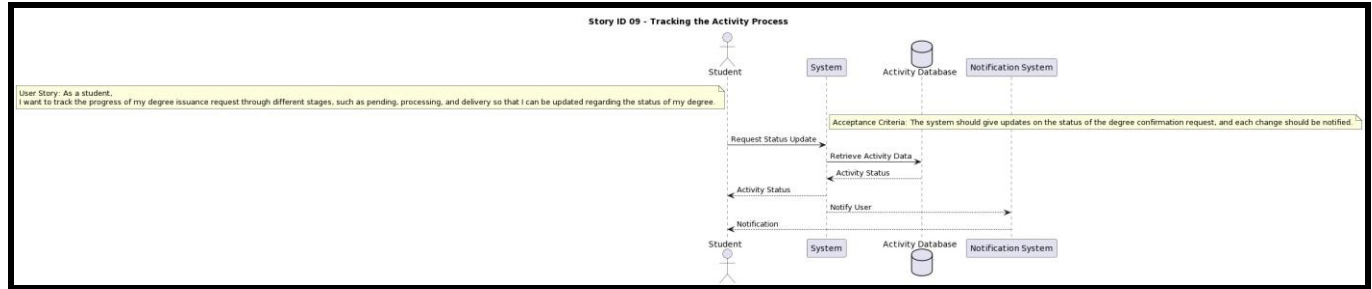 Story ID 09 - Tracking the Activity Process
Student
System
Activity Database
Notification System
User Story: As a student,
I want to track the progress of my degree issuance request through different stages, such as pending, processing, and delivery so that I can be updated regarding the status of my degree.
Acceptance Criteria: The system should give updates on the status of the degree confirmation request, and each change should be notified.
Request Status Update
Retrieve Activity Data
Activity Status
Activity Status
Notify User
Notification
Student
System
Activity Database
Notification System